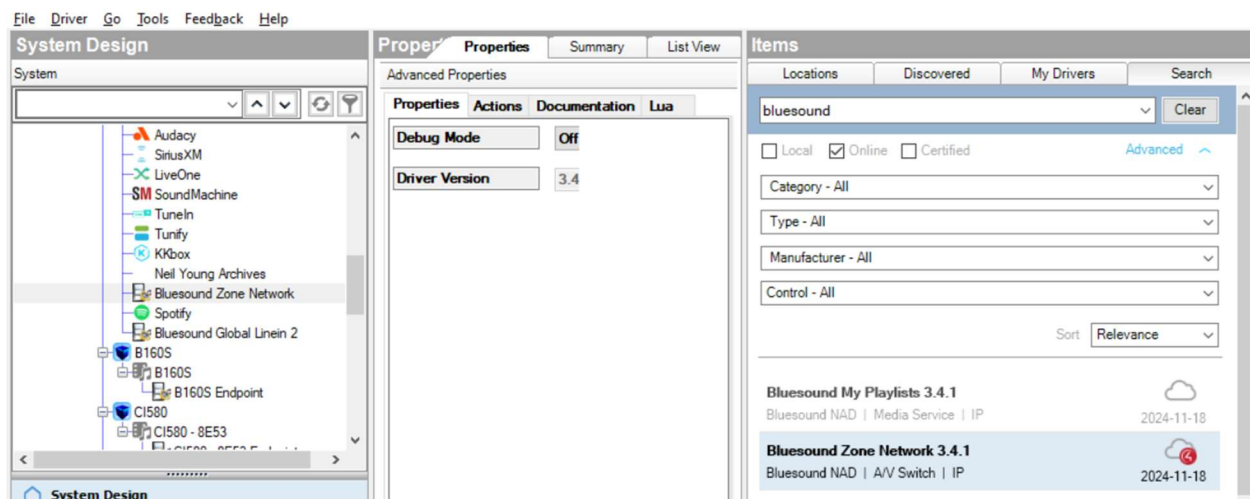 File Driver Go Tools Feedback Help
System Design
System
Audacy
SiriusXM
LiveOne
SM SoundMachine
TuneIn
Tunify
KKbox
Neil Young Archives
Bluesound Zone Network
Spotify
Bluesound Global Linein 2
B160S
B160S
B160S Endpoint
CI580
CI580 - 8E53
System Design
Proper Properties Summary List View
Advanced Properties
Properties Actions Documentation Lua
Debug Mode Off
Driver Version 3.4
Items
Locations Discovered My Drivers Search
bluesound Clear
Local Online Certified Advanced
Category - All
Type - All
Manufacturer - All
Control - All
Sort Relevance
Bluesound My Playlists 3.4.1
Bluesound NAD | Media Service | IP 2024-11-18
Bluesound Zone Network 3.4.1
Bluesound NAD | A/V Switch | IP 2024-11-18